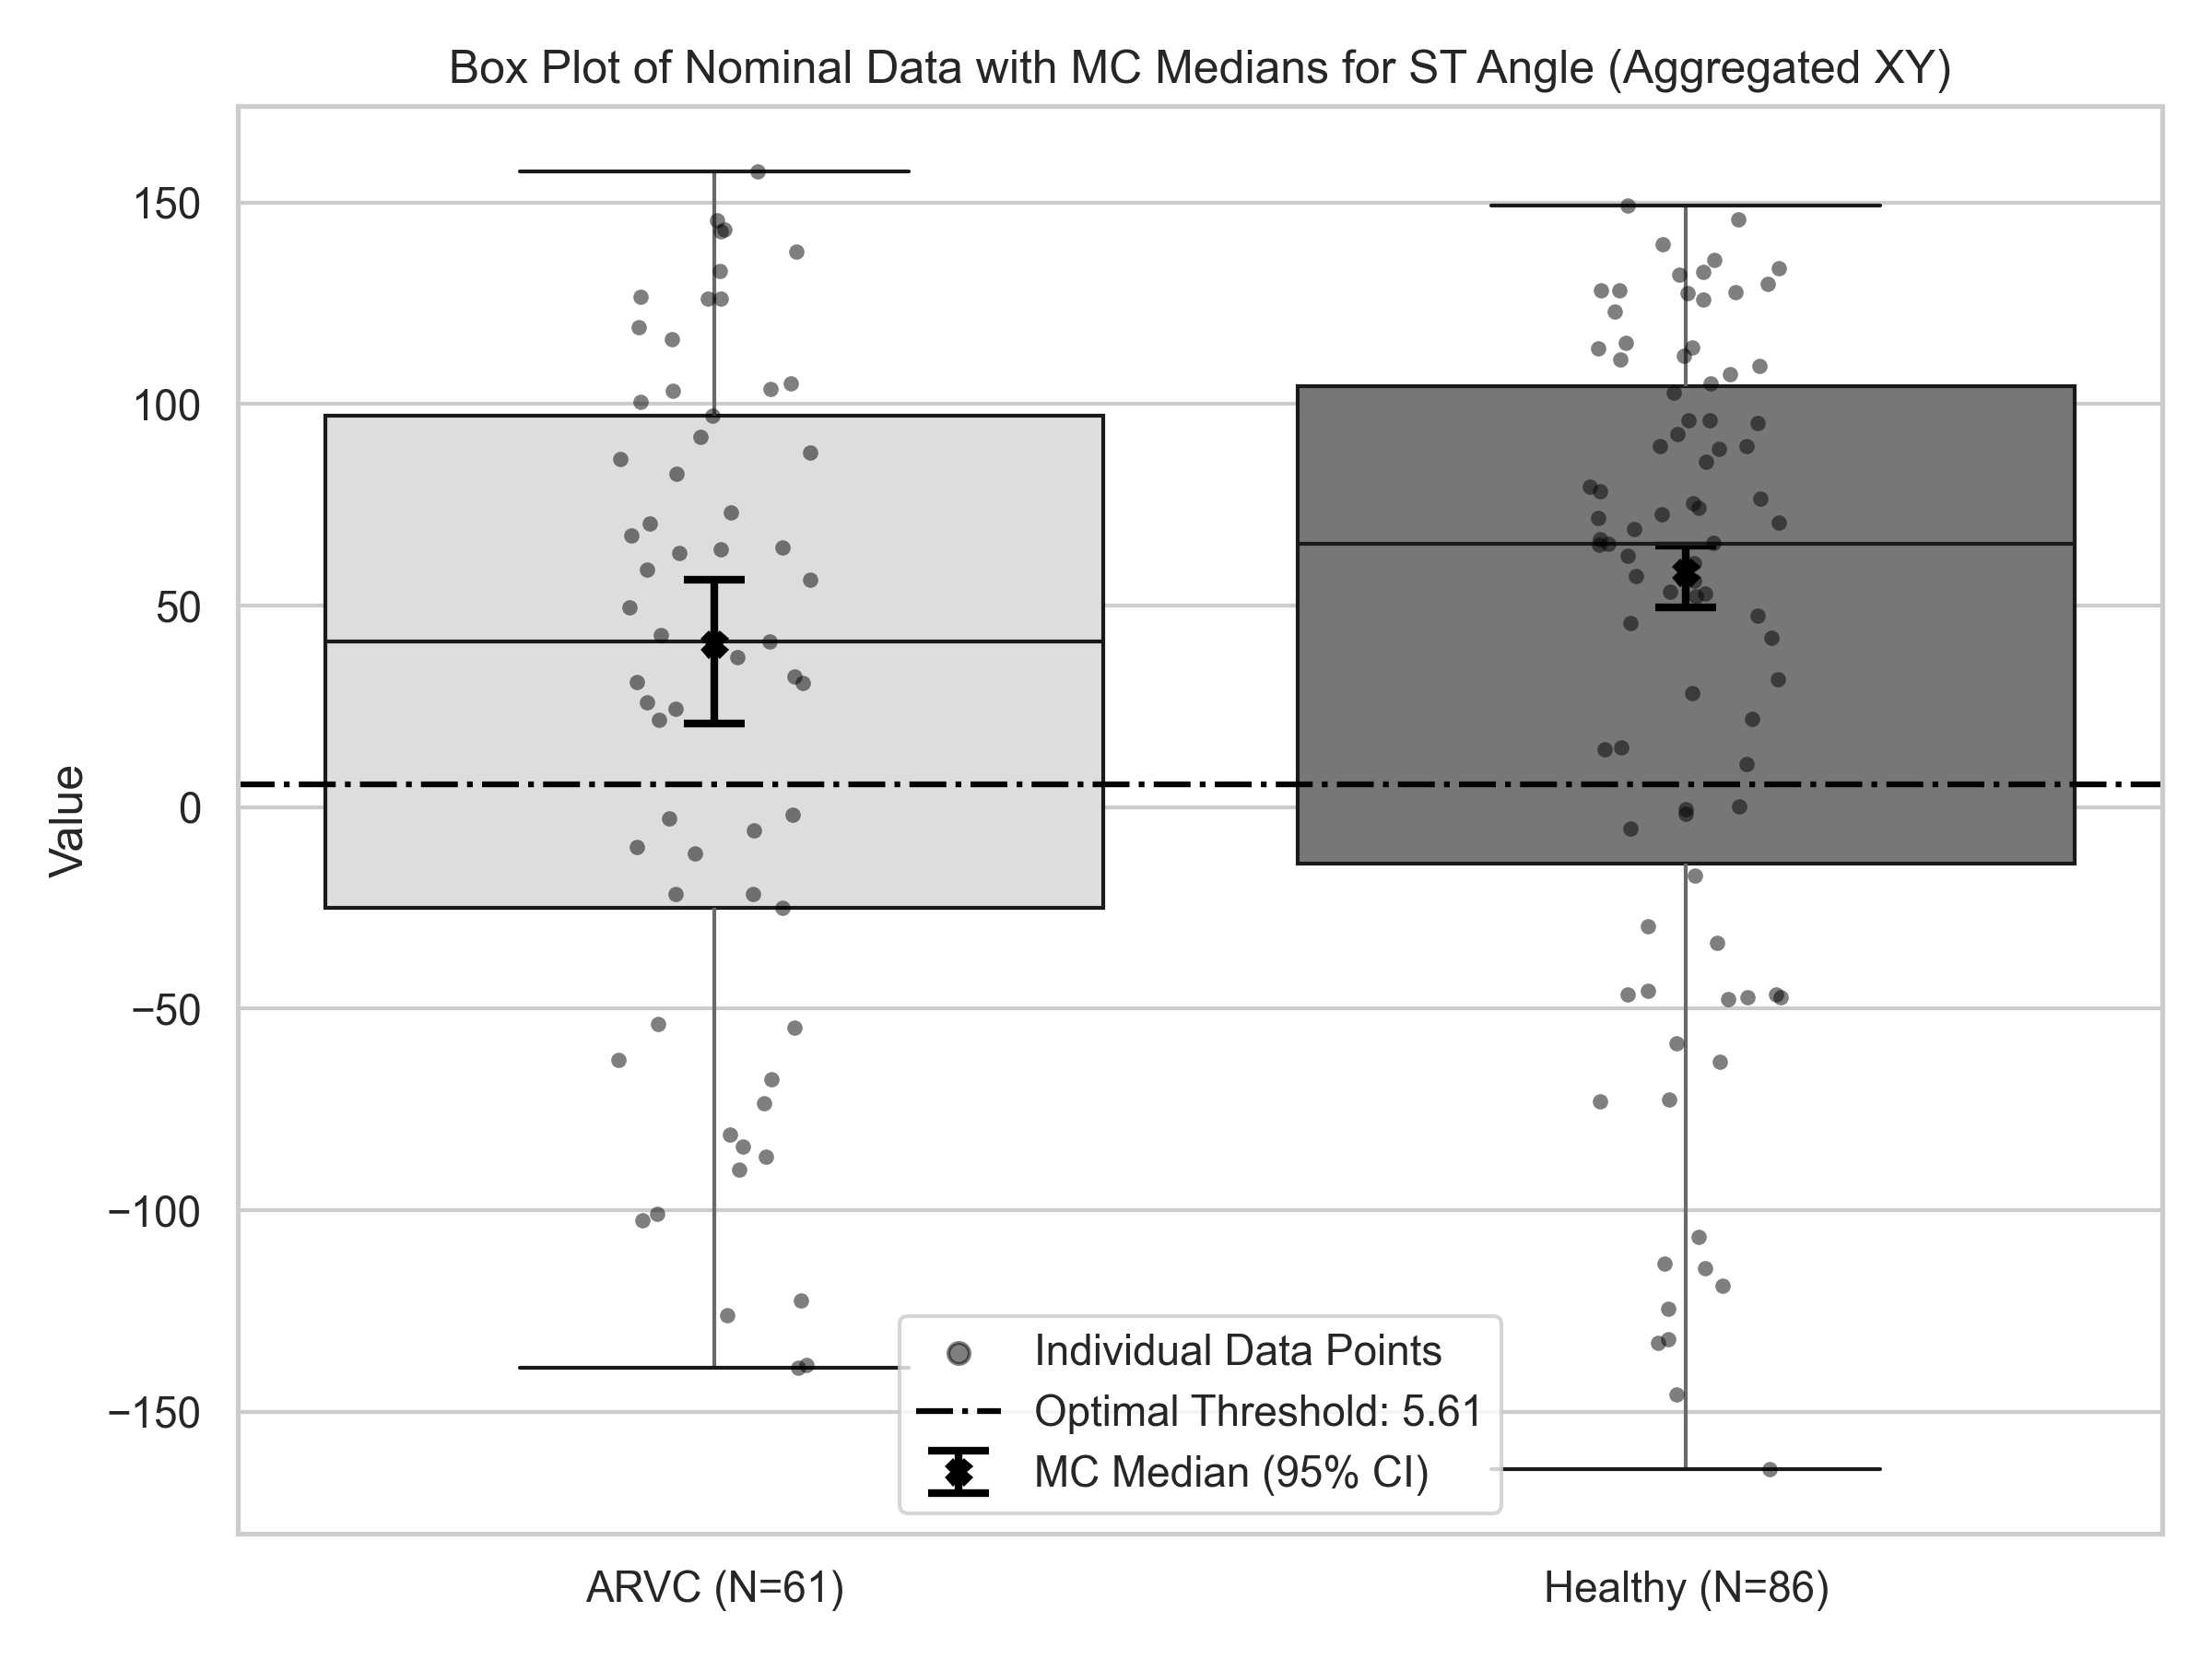 Box Plot of Nominal Data with MC Medians for ST Angle (Aggregated XY)
Value
150
100
50
0
−50
−100
−150
Individual Data Points
Optimal Threshold: 5.61
MC Median (95% CI)
ARVC (N=61)
Healthy (N=86)